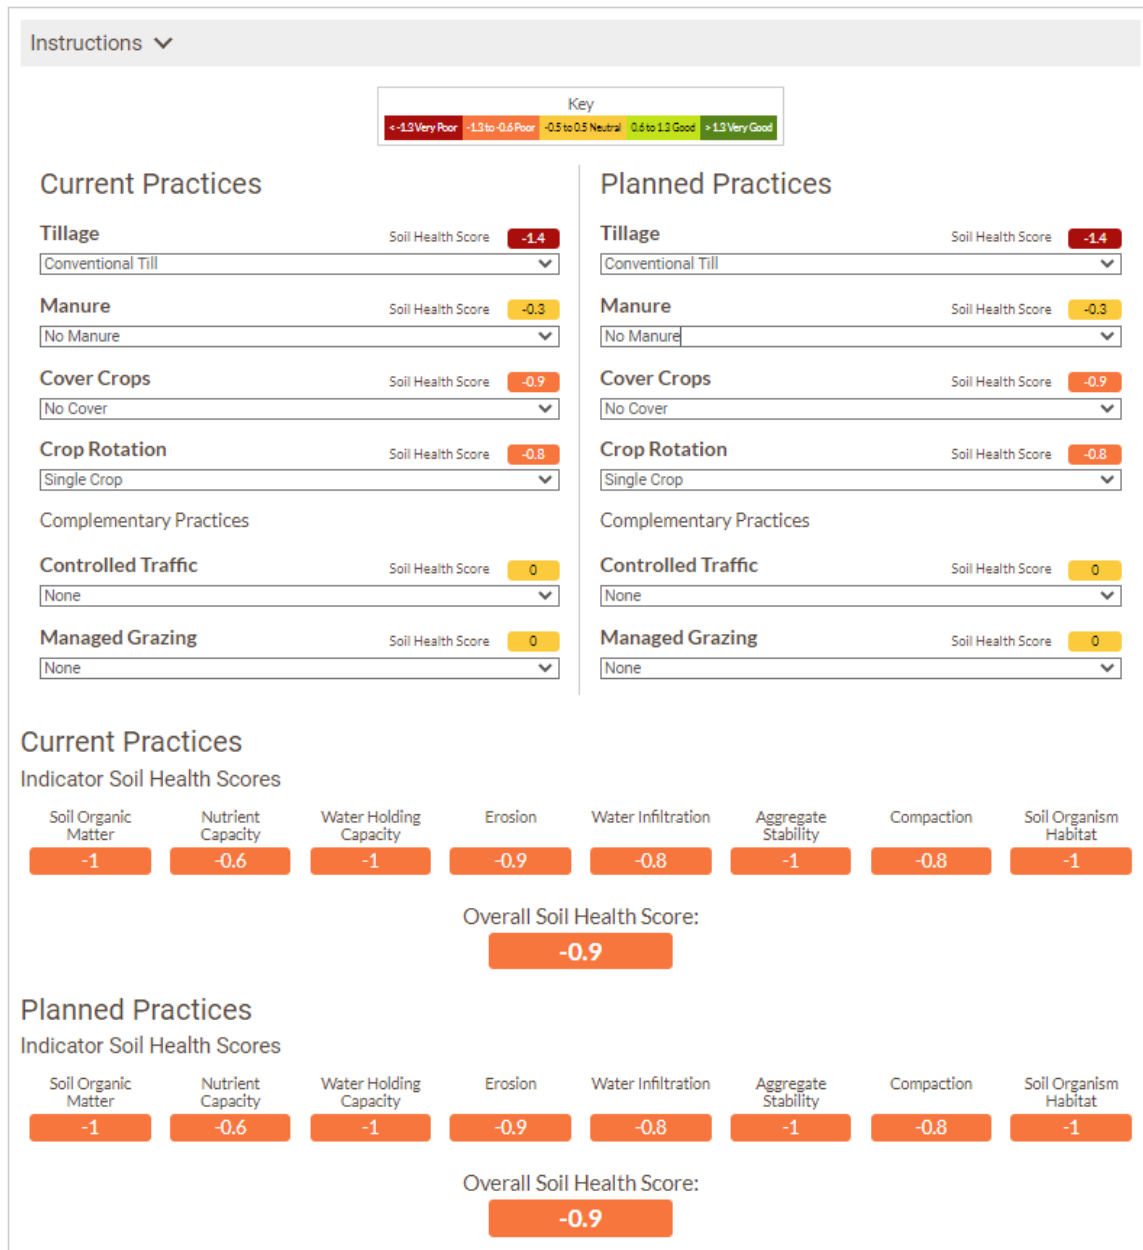 Instructions
Key
< -1.3 Very Poor -1.3 to -0.6 Poor -0.5 to 0.5 Neutral 0.6 to 1.3 Good > 1.3 Very Good
Current Practices
Tillage Soil Health Score -1.4
Conventional Till
Manure Soil Health Score -0.3
No Manure
Cover Crops Soil Health Score -0.9
No Cover
Crop Rotation Soil Health Score -0.8
Single Crop
Complementary Practices
Controlled Traffic Soil Health Score 0
None
Managed Grazing Soil Health Score 0
None
Planned Practices
Tillage Soil Health Score -1.4
Conventional Till
Manure Soil Health Score -0.3
No Manure
Cover Crops Soil Health Score -0.9
No Cover
Crop Rotation Soil Health Score -0.8
Single Crop
Complementary Practices
Controlled Traffic Soil Health Score 0
None
Managed Grazing Soil Health Score 0
None
Current Practices
Indicator Soil Health Scores
Soil Organic Nutrient Water Holding Erosion Water Infiltration Aggregate Compaction Soil Organism
Matter Capacity Capacity Stability Habitat
-1 -0.6 -1 -0.9 -0.8 -1 -0.8 -1
Overall Soil Health Score:
-0.9
Planned Practices
Indicator Soil Health Scores
Soil Organic Nutrient Water Holding Erosion Water Infiltration Aggregate Compaction Soil Organism
Matter Capacity Capacity Stability Habitat
-1 -0.6 -1 -0.9 -0.8 -1 -0.8 -1
Overall Soil Health Score:
-0.9